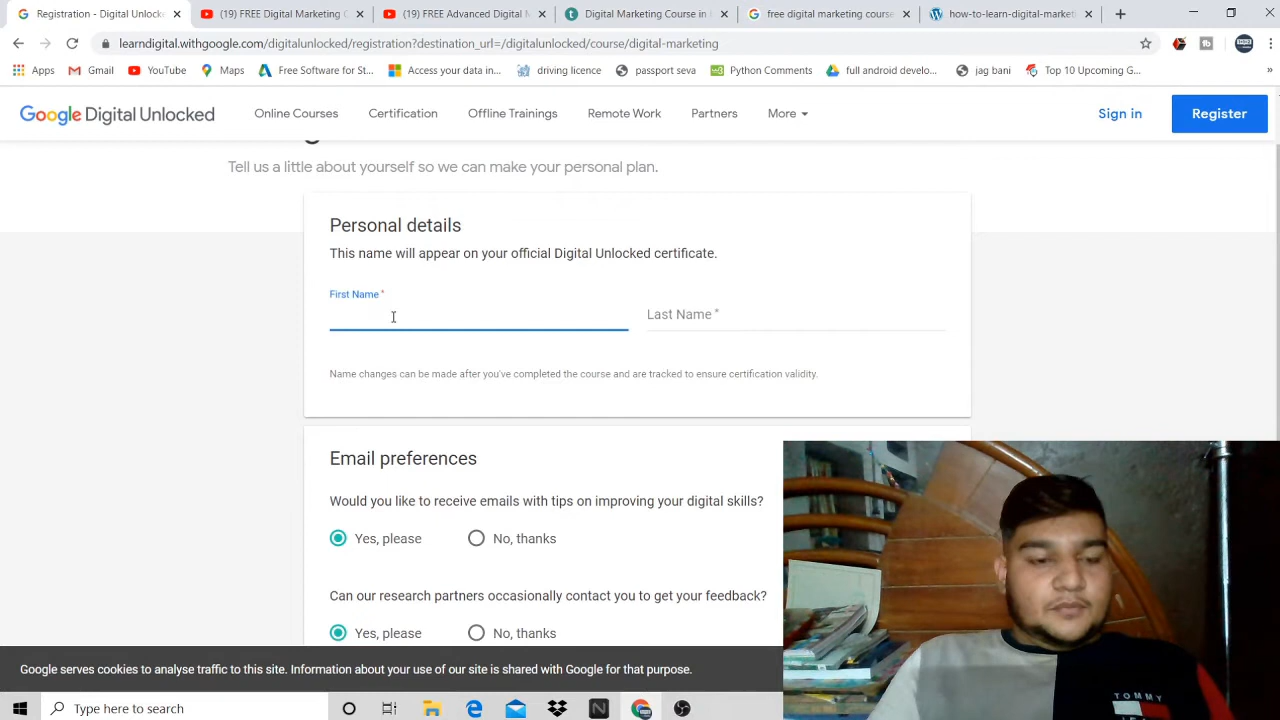 Registration - Digital Unlocke
(19) FREE Digital Marketing C
(19) FREE Advanced Digital M
Digital Marketing Course in
free digital marketing course
how-to-learn-digital-market
learndigital.withgoogle.com/digitalunlocked/registration?destination_url=/digitalunlocked/course/digital-marketing
Apps
Gmail
YouTube
Maps
Free Software for St...
Access your data in...
driving licence
passport seva
Python Comments
full android develo...
jag bani
Top 10 Upcoming G...
»
Google Digital Unlocked
Online Courses
Certification
Offline Trainings
Remote Work
Partners
More
Sign in
Register
Tell us a little about yourself so we can make your personal plan.
Personal details
This name will appear on your official Digital Unlocked certificate.
First Name *
Last Name *
Name changes can be made after you've completed the course and are tracked to ensure certification validity.
Email preferences
Would you like to receive emails with tips on improving your digital skills?
Yes, please
No, thanks
Can our research partners occasionally contact you to get your feedback?
Yes, please
No, thanks
Google serves cookies to analyse traffic to this site. Information about your use of our site is shared with Google for that purpose.
Type here to search
TOMMY